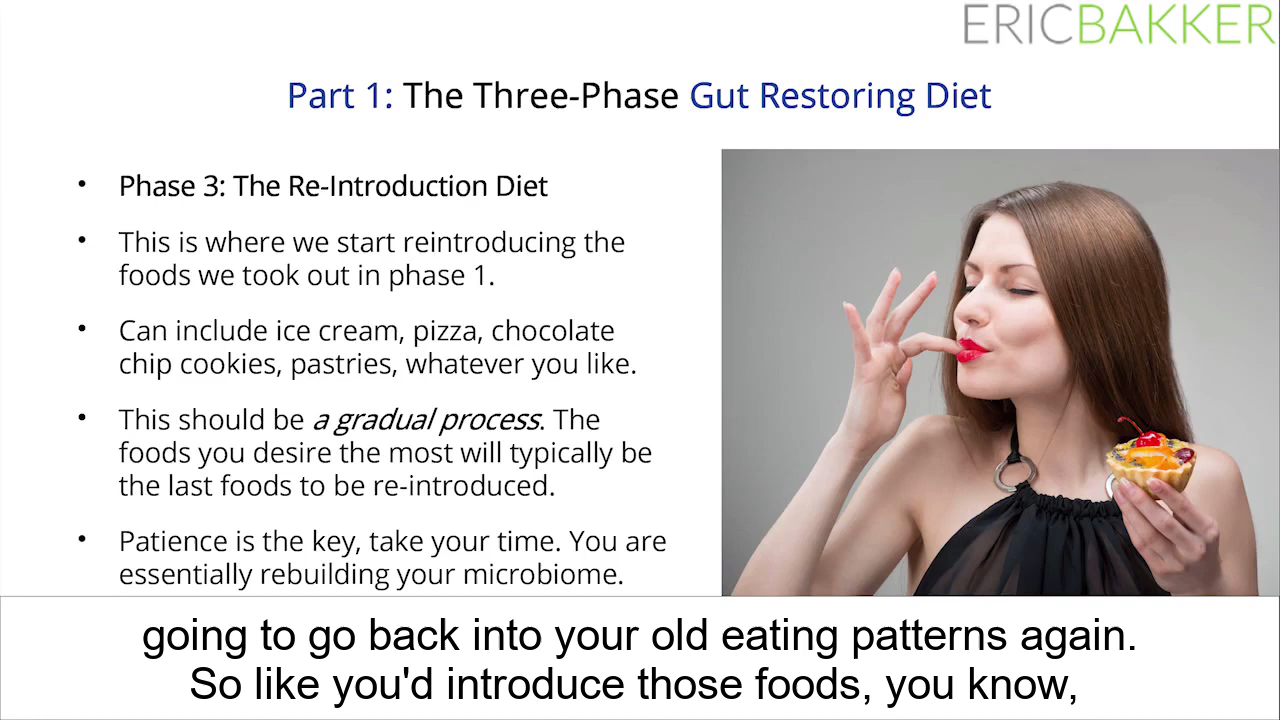 ERICBAKKER
Part 1: The Three-Phase Gut Restoring Diet
• Phase 3: The Re-Introduction Diet
• This is where we start reintroducing the
foods we took out in phase 1.
• Can include ice cream, pizza, chocolate
chip cookies, pastries, whatever you like.
• This should be a gradual process. The
foods you desire the most will typically be
the last foods to be re-introduced.
• Patience is the key, take your time. You are
essentially rebuilding your microbiome.
going to go back into your old eating patterns again.
So like you'd introduce those foods, you know,